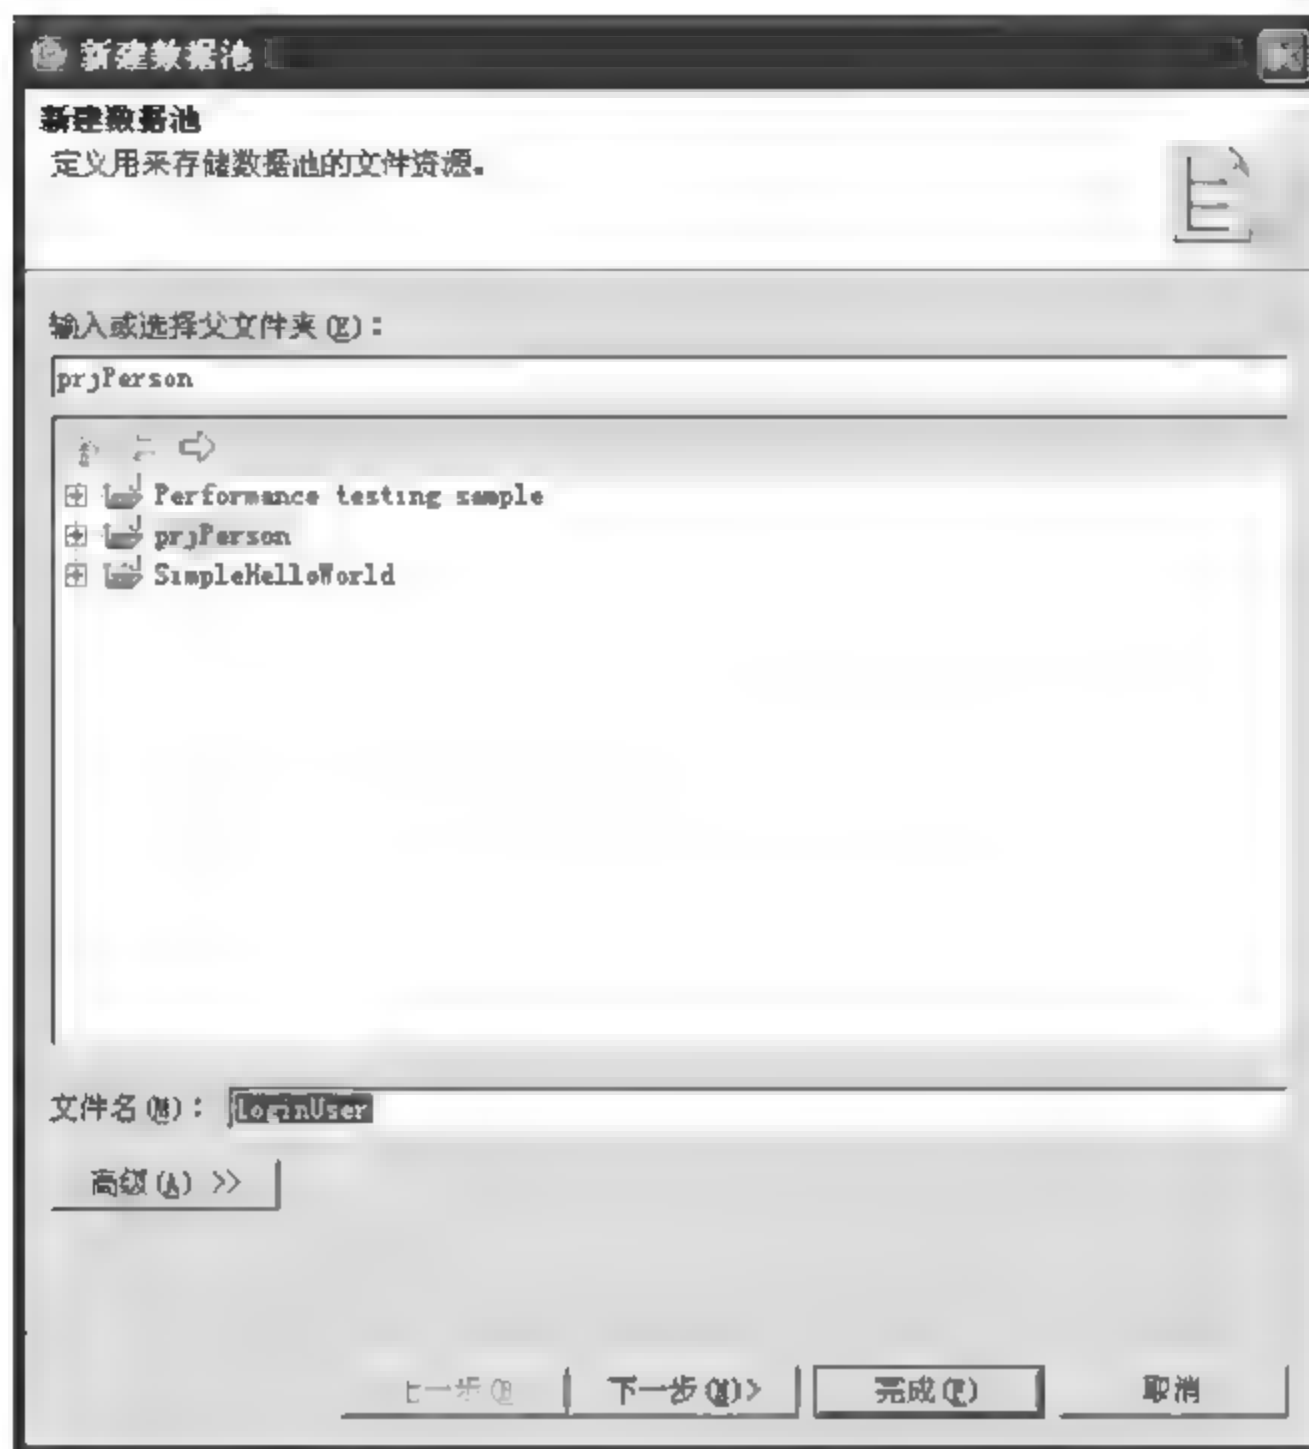 新建数据池
新建数据池
定义用来存储数据池的文件资源。
输入或选择父文件夹(E):
prjPerson
Performance testing sample
prjPerson
SimpleHelloWorld
文件名(M): LoginUser
高级(A) >>
上一步(B 下一步(N)> 完成(F) 取消